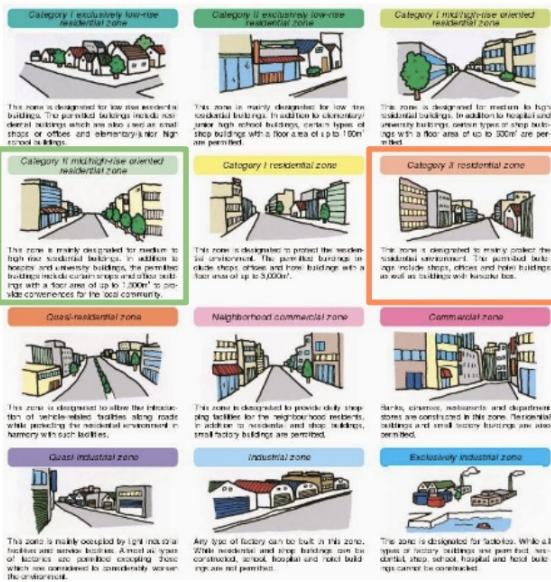 Category I exclusively low-rise
residential zone
This zone is designated for low rise residential
buildings. The permitted buildings include resi-
dential buildings which are also used as small
shops or offices and elementary/junior high
school buildings.
Category II exclusively low-rise
residential zone
This zone is mainly designated for low rise
residential buildings. In addition to elementary/
junior high school buildings, certain types of
shop buildings with a floor area of up to 150m²
are permitted.
Category I mid/high-rise oriented
residential zone
This zone is designated for medium to high
residential buildings. In addition to hospital and
university buildings, certain types of shop build-
ings with a floor area of up to 500m² are per-
mitted.
Category II mid/high-rise oriented
residential zone
This zone is mainly designated for medium to
high rise residential buildings. In addition to
hospital and university buildings, the permitted
buildings include certain shops and office build-
ings with a floor area of up to 1,500m² to pro-
vide conveniences for the local community.
Category I residential zone
This zone is designated to protect the residen-
tial environment. The permitted buildings in-
clude shops, offices and hotel buildings with a
floor area of up to 3,000m².
Category II residential zone
This zone is designated to mainly protect the
residential environment. The permitted build-
ings include shops, offices and hotel buildings
as well as buildings with karaoke box.
Quasi-residential zone
This zone is designated to allow the introduc-
tion of vehicle-related facilities along roads
while protecting the residential environment in
harmony with such facilities.
Neighborhood commercial zone
This zone is designated to provide daily shop-
ping facilities for the neighbourhood residents.
In addition to residential and shop buildings,
small factory buildings are permitted.
Commercial zone
Banks, cinemas, restaurants and department
stores are constructed in this zone. Residential
buildings and small factory buildings are also
permitted.
Quasi-industrial zone
This zone is mainly occupied by light industrial
facilities and service facilities. Almost all types
of factories are permitted excepting those
which are considered to considerably worsen
the environment.
Industrial zone
Any type of factory can be built in this zone.
While residential and shop buildings can be
constructed, school, hospital and hotel build-
ings are not permitted.
Exclusively industrial zone
This zone is designated for factories. While all
types of factory buildings are permitted, resi-
dential, shop, school, hospital and hotel build-
ings cannot be constructed.